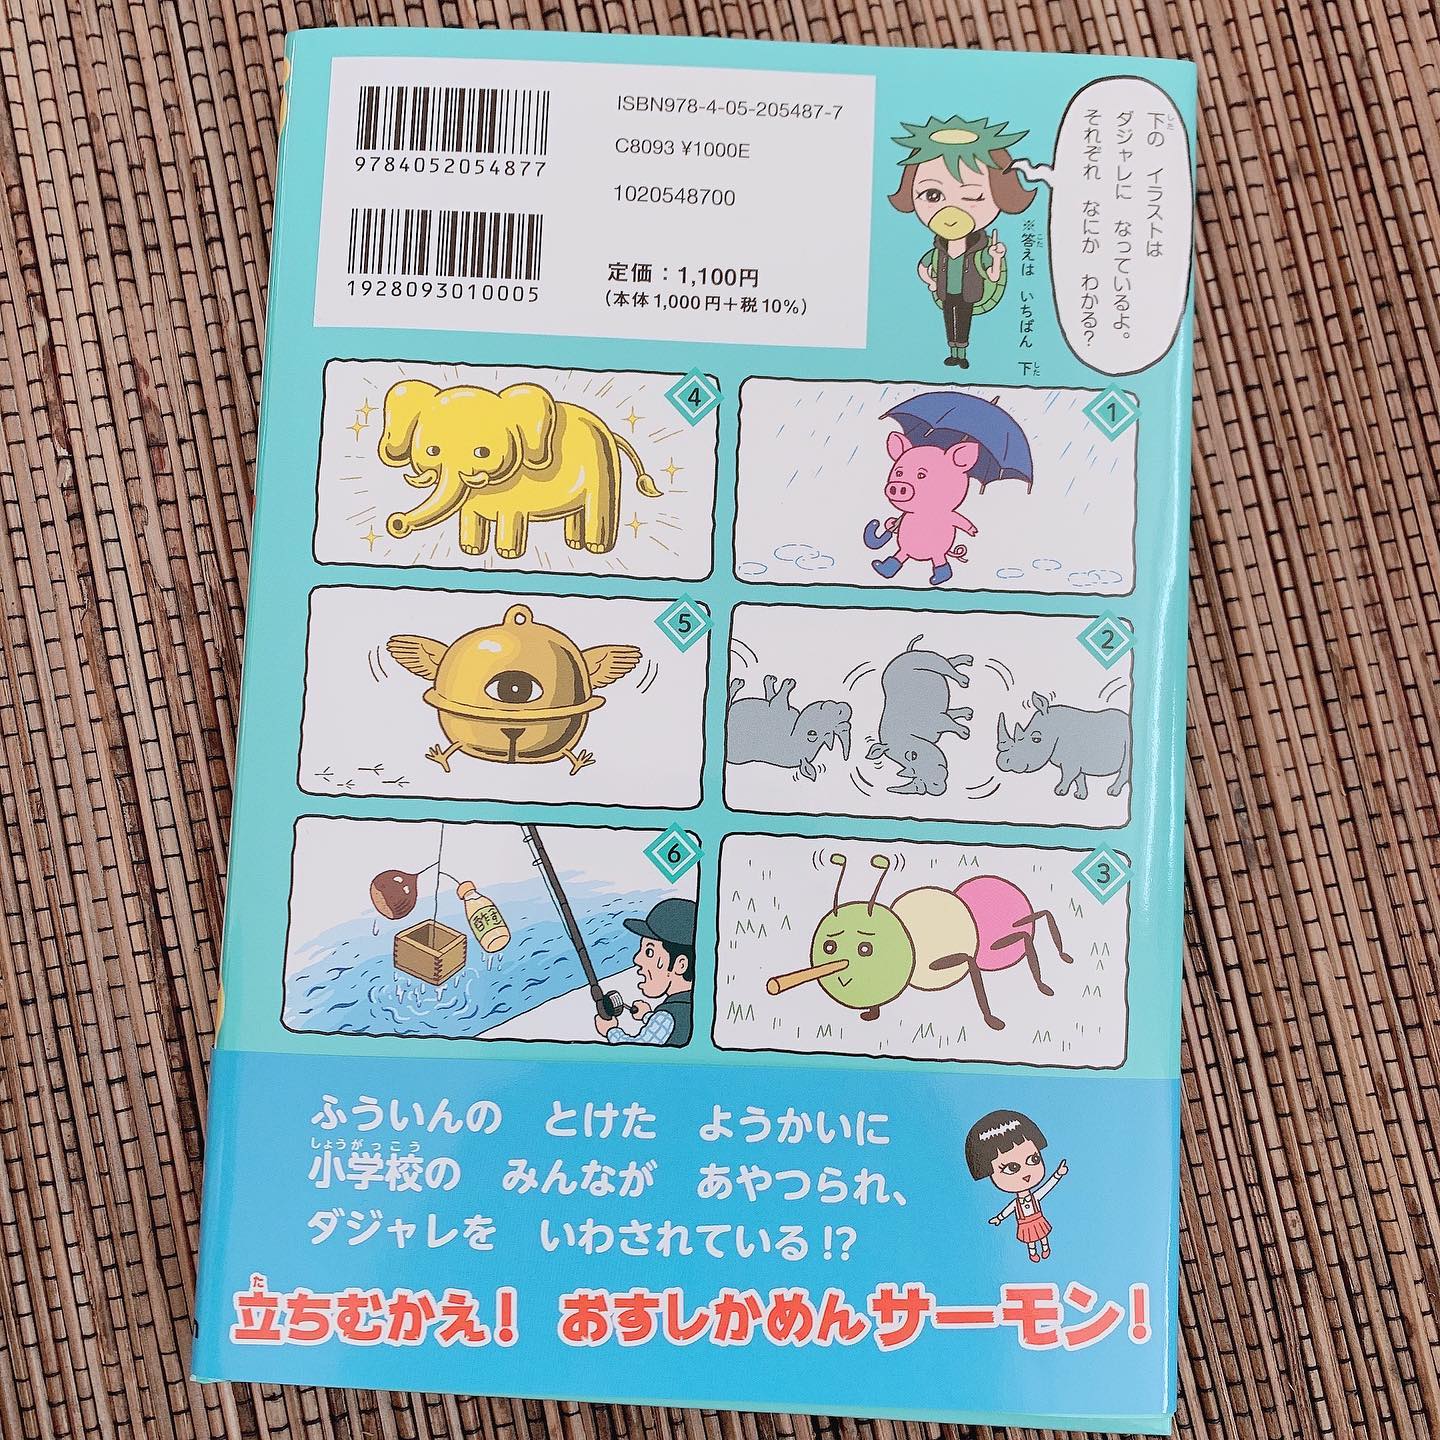 ISBN978-4-05-205487-7
C8093 ¥1000E
1020548700
9784052054877
1928093010005
定価：1,100円
（本体1,000円＋税10%）
下の イラストは
ダジャレに なっているよ。
それぞれ なにか わかる？
※答えは いちばん 下
1
2
3
4
5
6
酢
ふういんの とけた ようかいに
小学校の みんなが あやつられ、
ダジャレを いわされている!?
立ちむかえ！ おすしかめんサーモン！